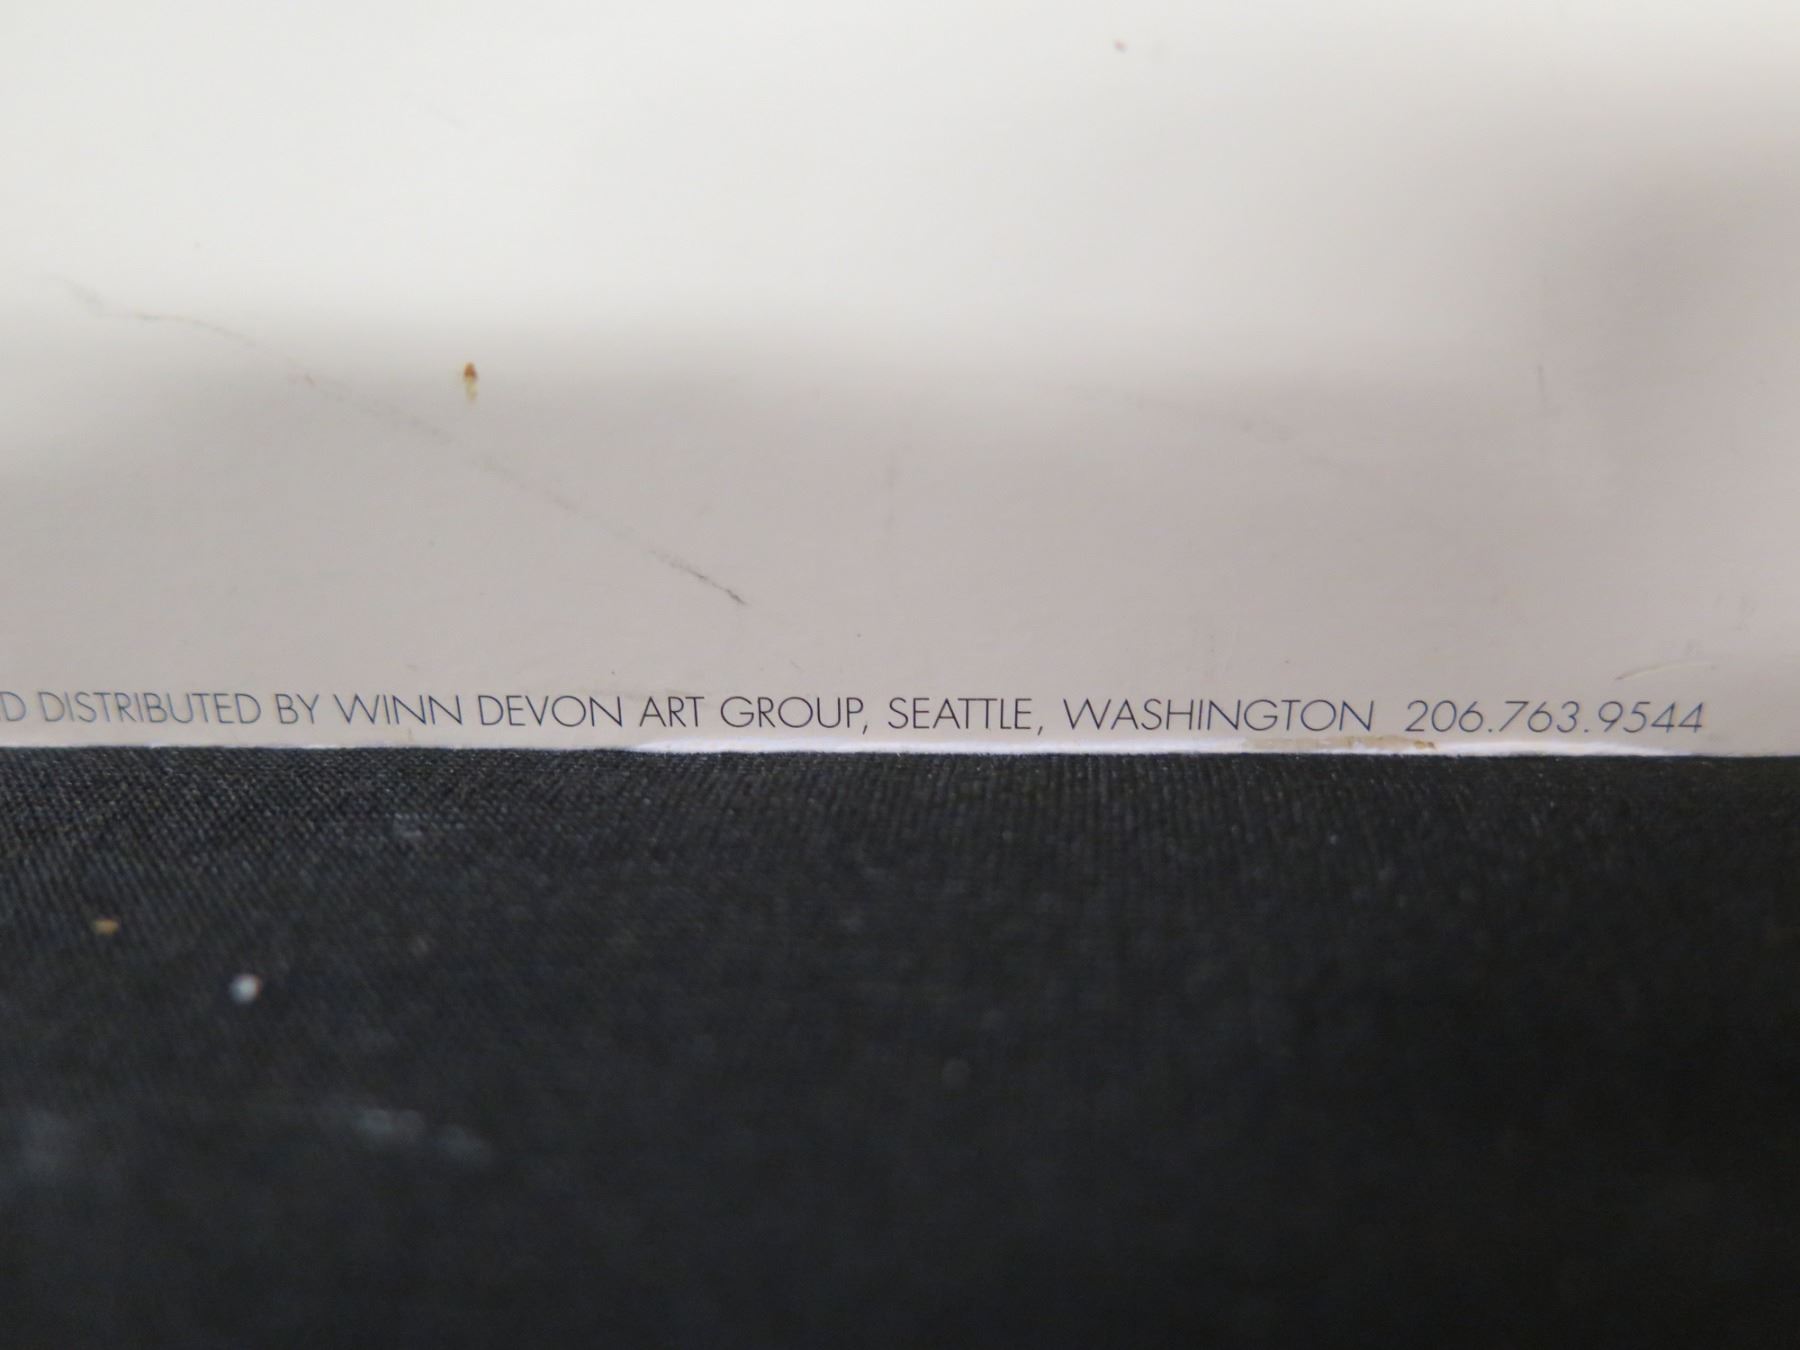 D DISTRIBUTED BY WINN DEVON ART GROUP, SEATTLE, WASHINGTON 206.763.9544